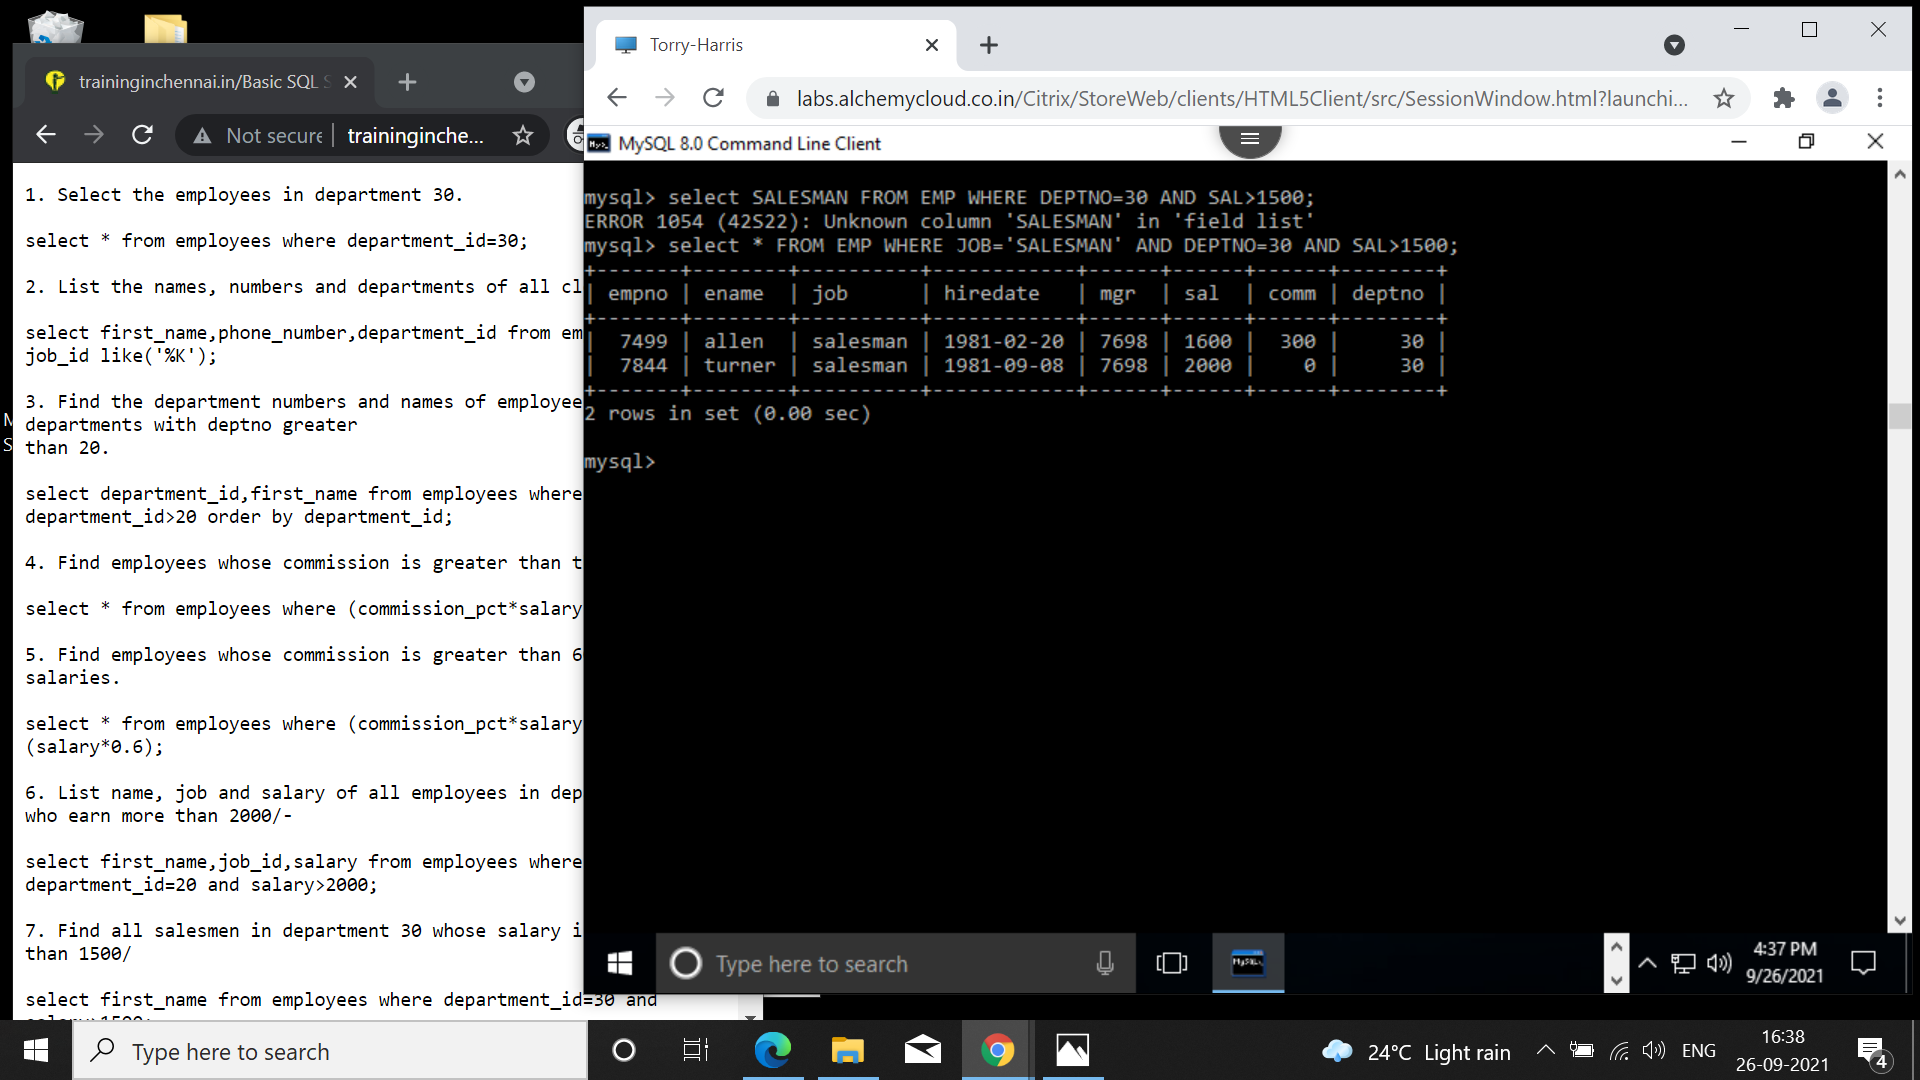 traininginchennai.in/Basic SQL S
Not secure
traininginche...
1. Select the employees in department 30.
select * from employees where department_id=30;
2. List the names, numbers and departments of all cl
select first_name,phone_number,department_id from em
job_id like('%K');
3. Find the department numbers and names of employee
departments with deptno greater
than 20.
select department_id,first_name from employees where
department_id>20 order by department_id;
4. Find employees whose commission is greater than t
select * from employees where (commission_pct*salary
5. Find employees whose commission is greater than 6
salaries.
select * from employees where (commission_pct*salary
(salary*0.6);
6. List name, job and salary of all employees in dep
who earn more than 2000/-
select first_name,job_id,salary from employees where
department_id=20 and salary>2000;
7. Find all salesmen in department 30 whose salary i
than 1500/
select first_name from employees where department_id=30 and
M
S
Torry-Harris
labs.alchemycloud.co.in/Citrix/StoreWeb/clients/HTML5Client/src/SessionWindow.html?launchi...
MySQL 8.0 Command Line Client
mysql> select SALESMAN FROM EMP WHERE DEPTNO=30 AND SAL>1500;
ERROR 1054 (42S22): Unknown column 'SALESMAN' in 'field list'
mysql> select * FROM EMP WHERE JOB='SALESMAN' AND DEPTNO=30 AND SAL>1500;
+-------+--------+----------+------------+------+------+------+--------+
| empno | ename | job | hiredate | mgr | sal | comm | deptno |
+-------+--------+----------+------------+------+------+------+--------+
| 7499 | allen | salesman | 1981-02-20 | 7698 | 1600 | 300 | 30 |
| 7844 | turner | salesman | 1981-09-08 | 7698 | 2000 | 0 | 30 |
+-------+--------+----------+------------+------+------+------+--------+
2 rows in set (0.00 sec)
mysql>
Type here to search
4:37 PM
9/26/2021
Type here to search
24°C Light rain
ENG
16:38
26-09-2021
4